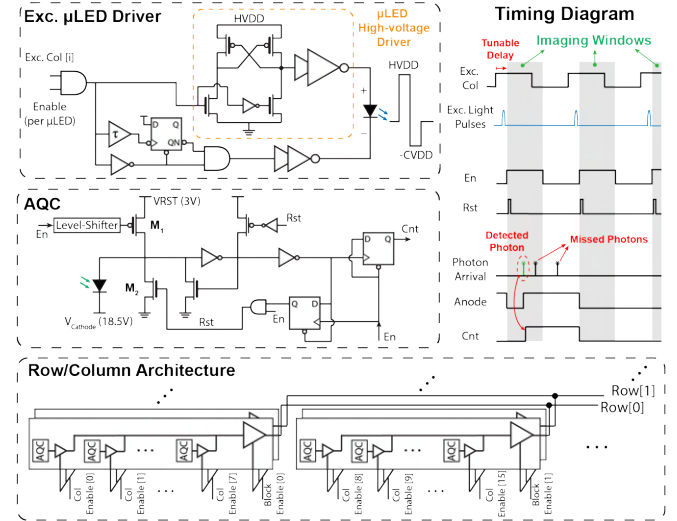 Exc. µLED Driver
HVDD
µLED
High-voltage
Driver
Exc. Col [i]
Enable
(per µLED)
τ
D
Q
QN
HVDD
+
-
-CVDD
Timing Diagram
Tunable
Delay
Imaging Windows
Exc.
Col
Exc. Light
Pulses
En
Rst
Detected
Photon
Missed Photons
Photon
Arrival
Anode
Cnt
AQC
VRST (3V)
En
Level-Shifter
M1
Rst
M2
VCathode (18.5V)
Rst
En
D
Q
Cnt
D
Q
En
Row/Column Architecture
Row[1]
Row[0]
AQC
AQC
AQC
AQC
AQC
AQC
Col
Enable [0]
Col
Enable [1]
Col
Enable [7]
Block
Enable [0]
Col
Enable [8]
Col
Enable [9]
Col
Enable [15]
Block
Enable [1]